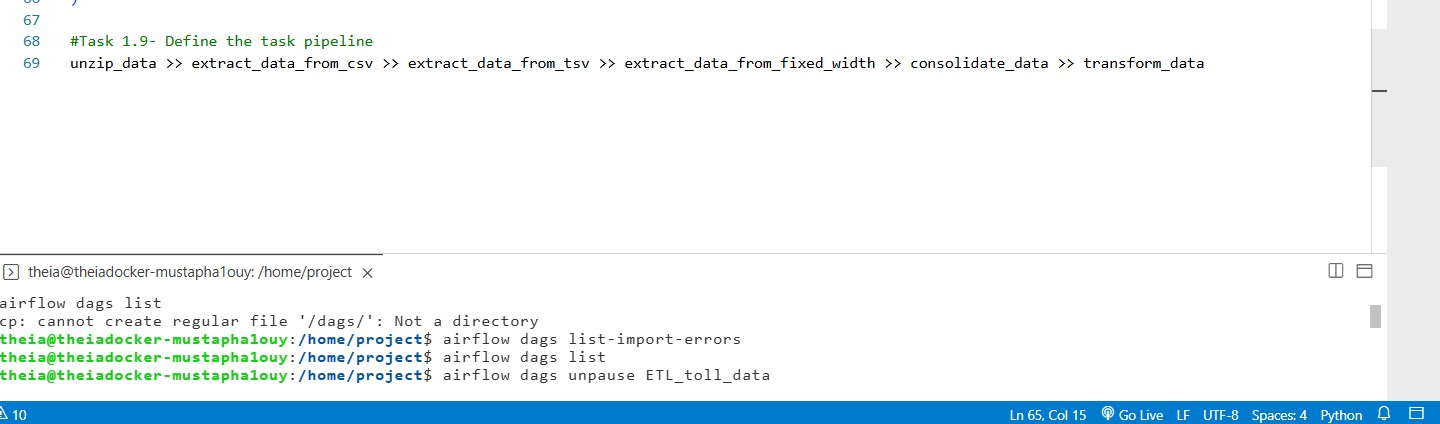 66 )
67
68 #Task 1.9- Define the task pipeline
69 unzip_data >> extract_data_from_csv >> extract_data_from_tsv >> extract_data_from_fixed_width >> consolidate_data >> transform_data
theia@theiadocker-mustapha1ouy: /home/project ×
airflow dags list
cp: cannot create regular file '/dags/': Not a directory
theia@theiadocker-mustapha1ouy:/home/project$ airflow dags list-import-errors
theia@theiadocker-mustapha1ouy:/home/project$ airflow dags list
theia@theiadocker-mustapha1ouy:/home/project$ airflow dags unpause ETL_toll_data
10 Ln 65, Col 15 Go Live LF UTF-8 Spaces: 4 Python